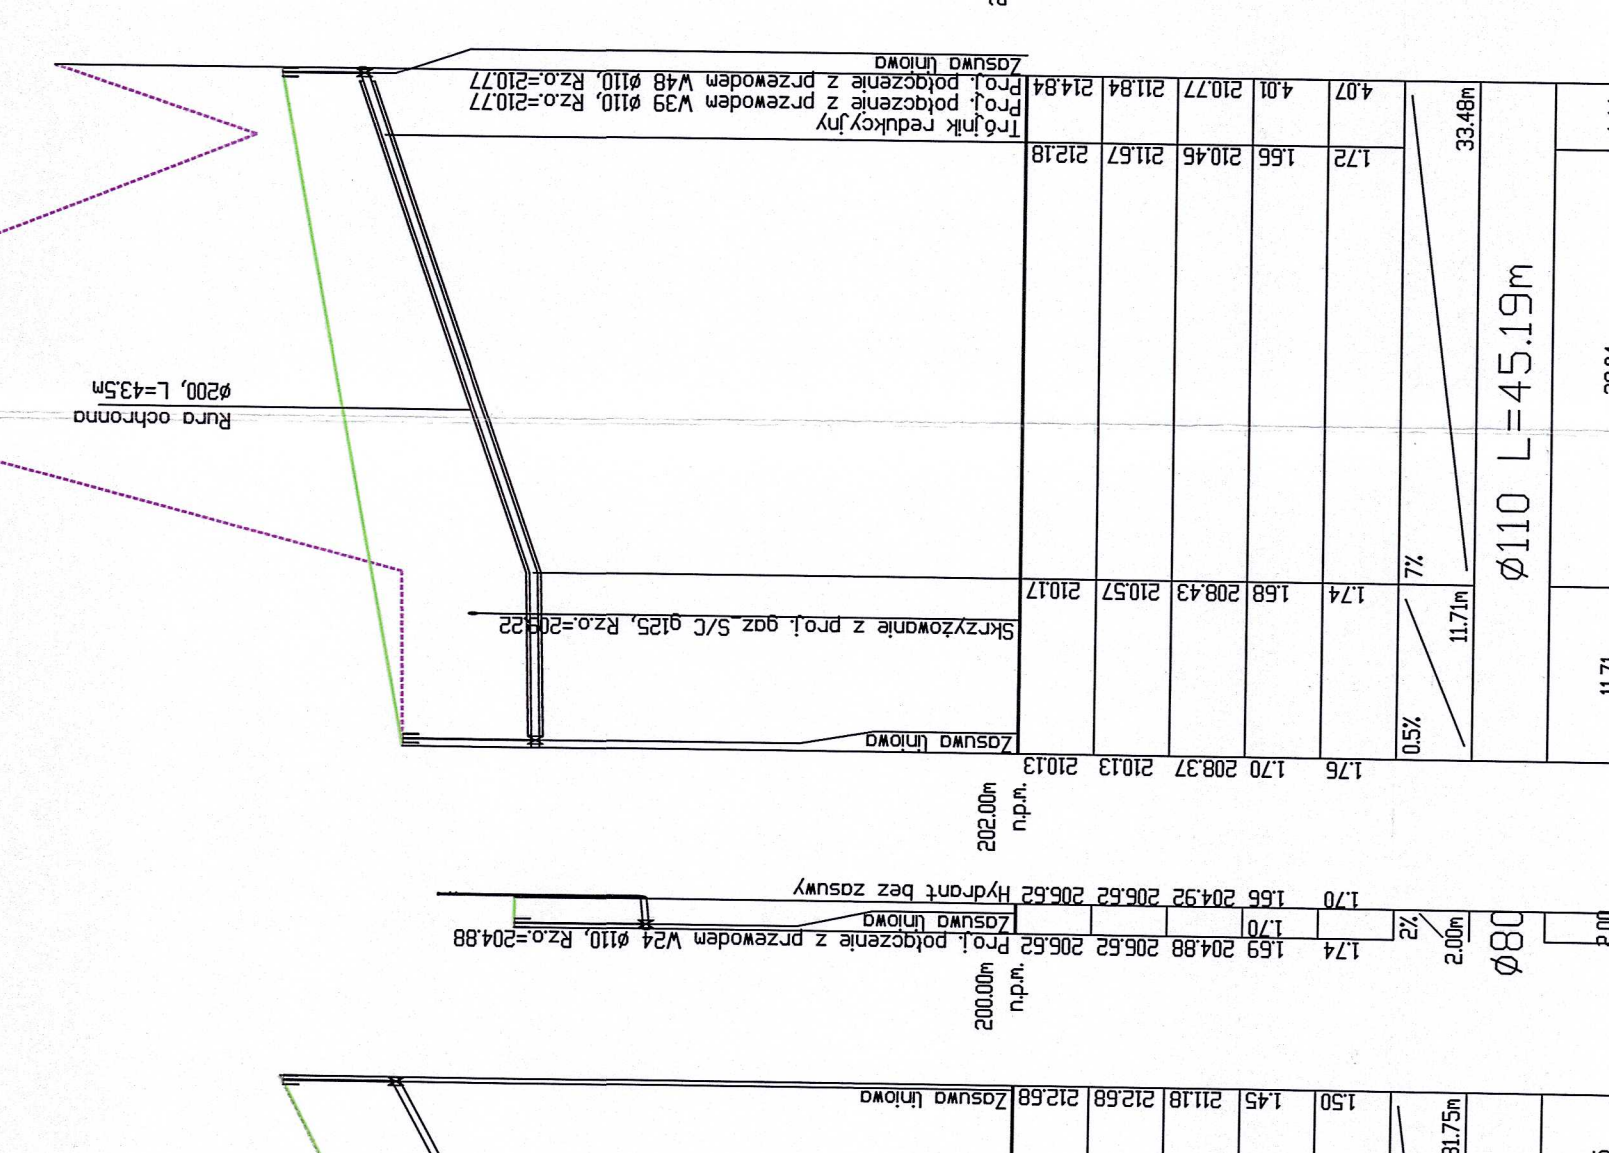 Zasuwa liniowa
Proj. połączenie z przewodem W48 ø110, Rz.o.=210.77
Proj. połączenie z przewodem W39 ø110, Rz.o.=210.77
Trójnik redukcyjny
214.84 211.84 210.77 4.01 4.07
212.18 211.67 210.46 1.66 1.72
33.48m
7%
ø200, L=43.5m
Rura ochronna
Ø110 L=45.19m
210.17 210.57 208.43 1.68 1.74
Skrzyżowanie z proj. gaz S/C g125, Rz.o.=209.22
11.71m
0.5%
11.71
Zasuwa liniowa
210.13 210.13 208.37 1.70 1.76
202.00m
n.p.m.
Hydrant bez zasuwy 206.62 206.62 204.92 1.66 1.70
Zasuwa liniowa 1.70
Proj. połączenie z przewodem W24 ø110, Rz.o.=204.88 206.62 206.62 204.88 1.69 1.74
2%
2.00m
Ø80
2.00
200.00m
n.p.m.
Zasuwa liniowa 212.68 212.68 211.18 1.45 1.50